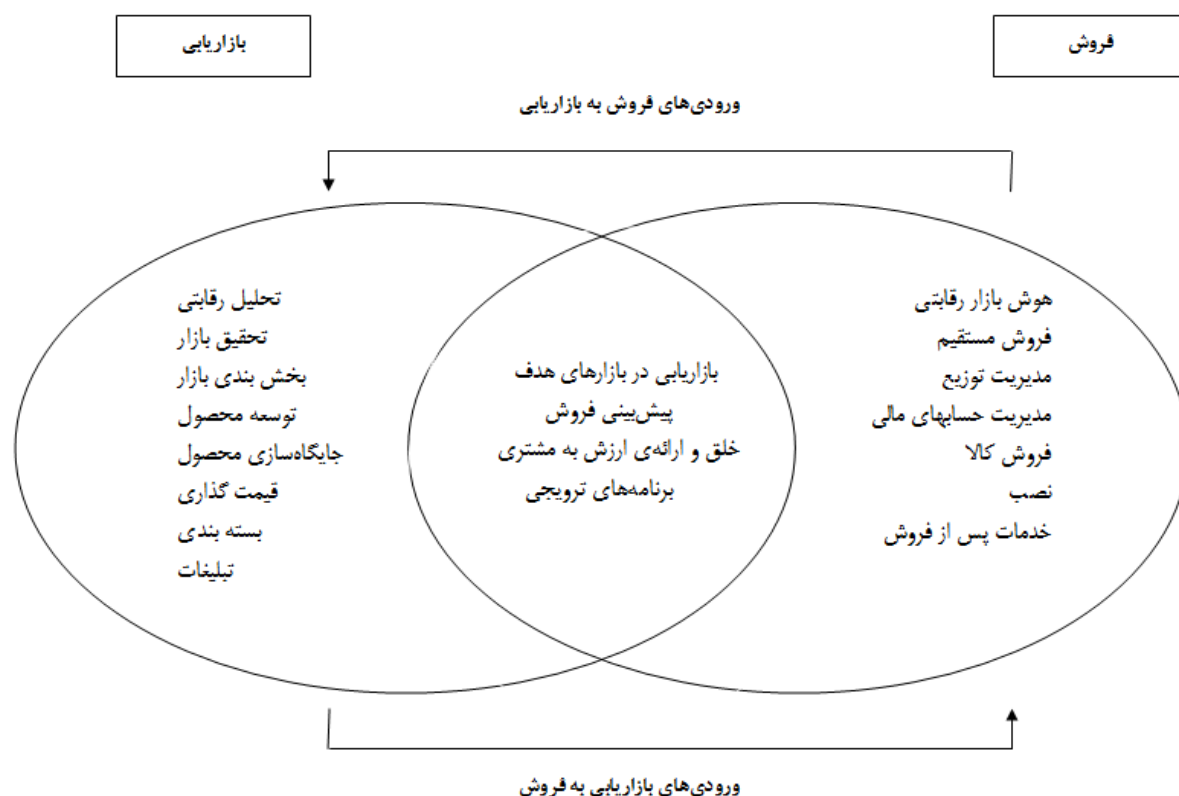 فروش
بازاریابی
ورودی‌های فروش به بازاریابی
هوش بازار رقابتی
فروش مستقیم
مدیریت توزیع
مدیریت حسابهای مالی
فروش کالا
نصب
خدمات پس از فروش
بازاریابی در بازارهای هدف
پیش‌بینی فروش
خلق و ارائه‌ی ارزش به مشتری
برنامه‌های ترویجی
تحلیل رقابتی
تحقیق بازار
بخش بندی بازار
توسعه محصول
جایگاه‌سازی محصول
قیمت گذاری
بسته بندی
تبلیغات
ورودی‌های بازاریابی به فروش